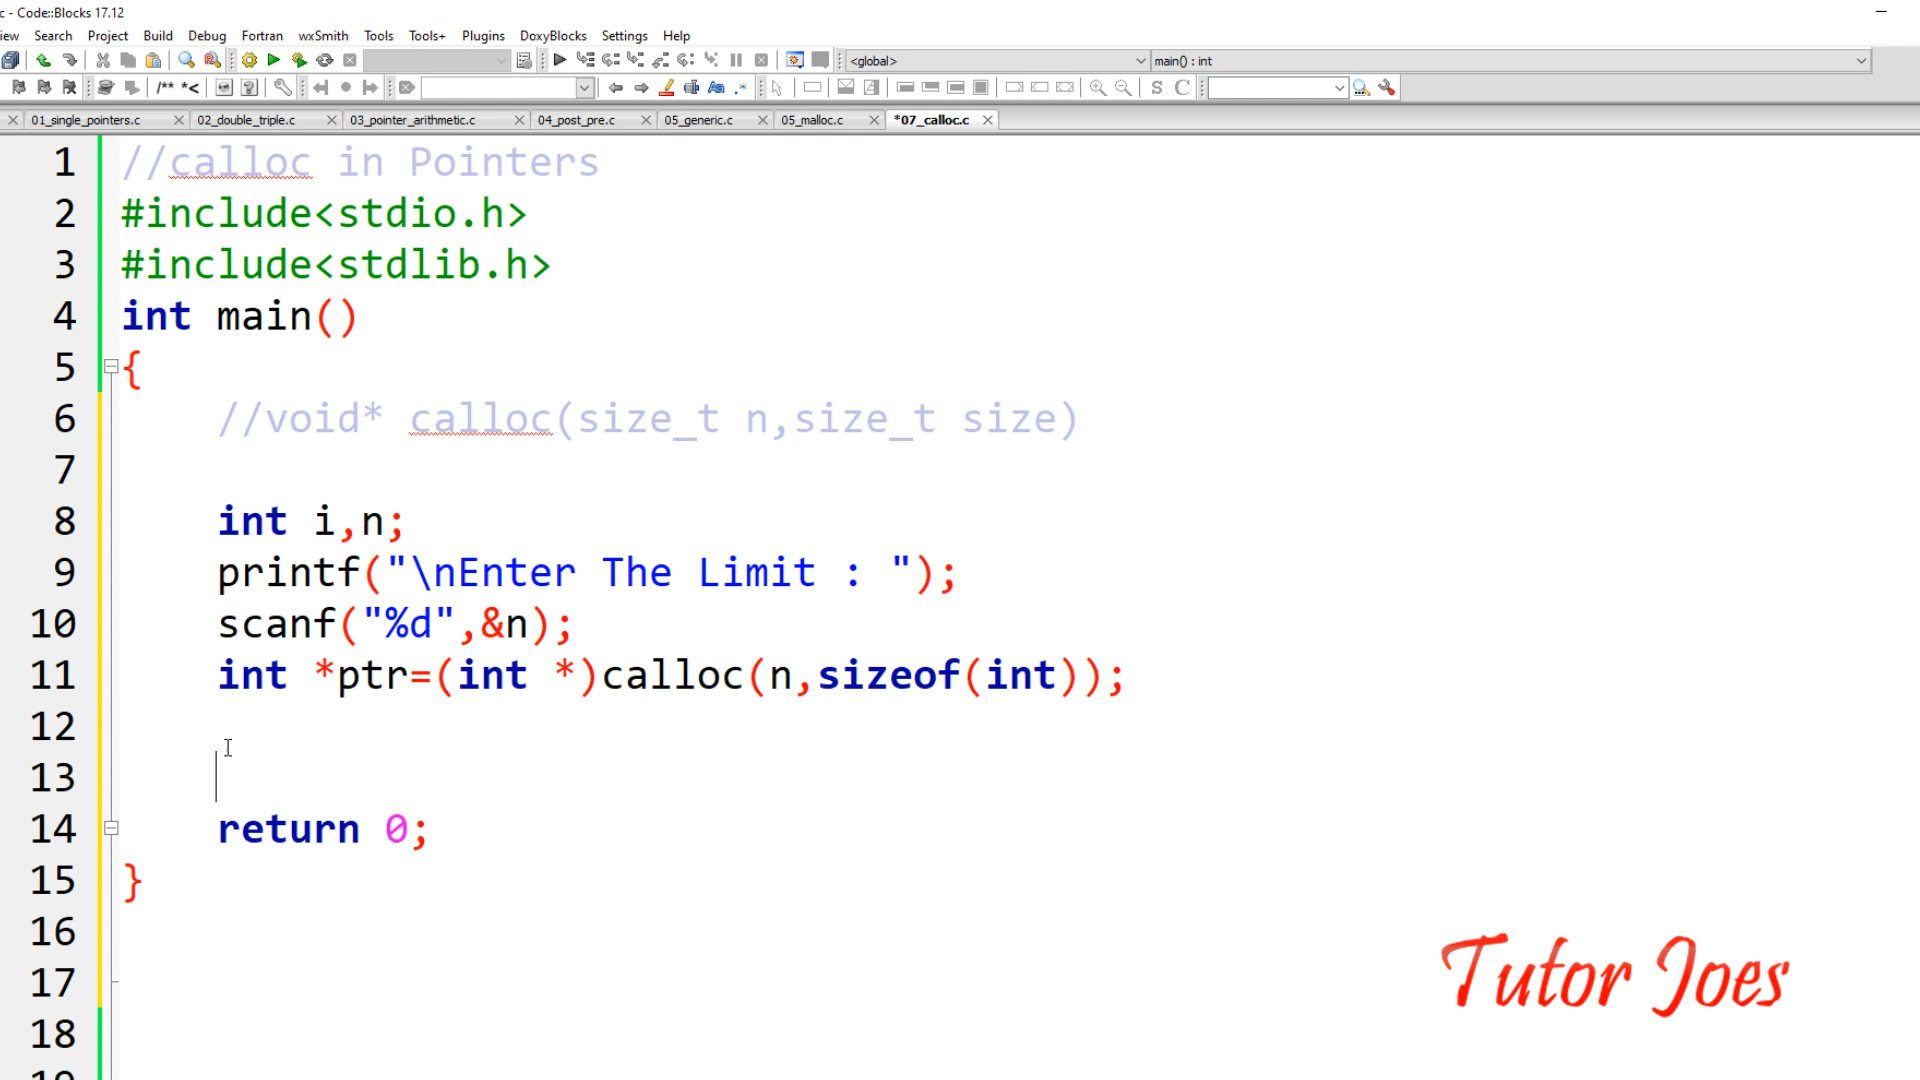 c - Code::Blocks 17.12
iew Search Project Build Debug Fortran wxSmith Tools Tools+ Plugins DoxyBlocks Settings Help
<global> main() : int
/** *< S C
01_single_pointers.c 02_double_triple.c 03_pointer_arithmetic.c 04_post_pre.c 05_generic.c 05_malloc.c *07_calloc.c
1 //calloc in Pointers
2 #include<stdio.h>
3 #include<stdlib.h>
4 int main()
5 {
6 //void* calloc(size_t n,size_t size)
7
8 int i,n;
9 printf("\nEnter The Limit : ");
10 scanf("%d",&n);
11 int *ptr=(int *)calloc(n,sizeof(int));
12
13
14 return 0;
15 }
16
17
18
19
Tutor Joes